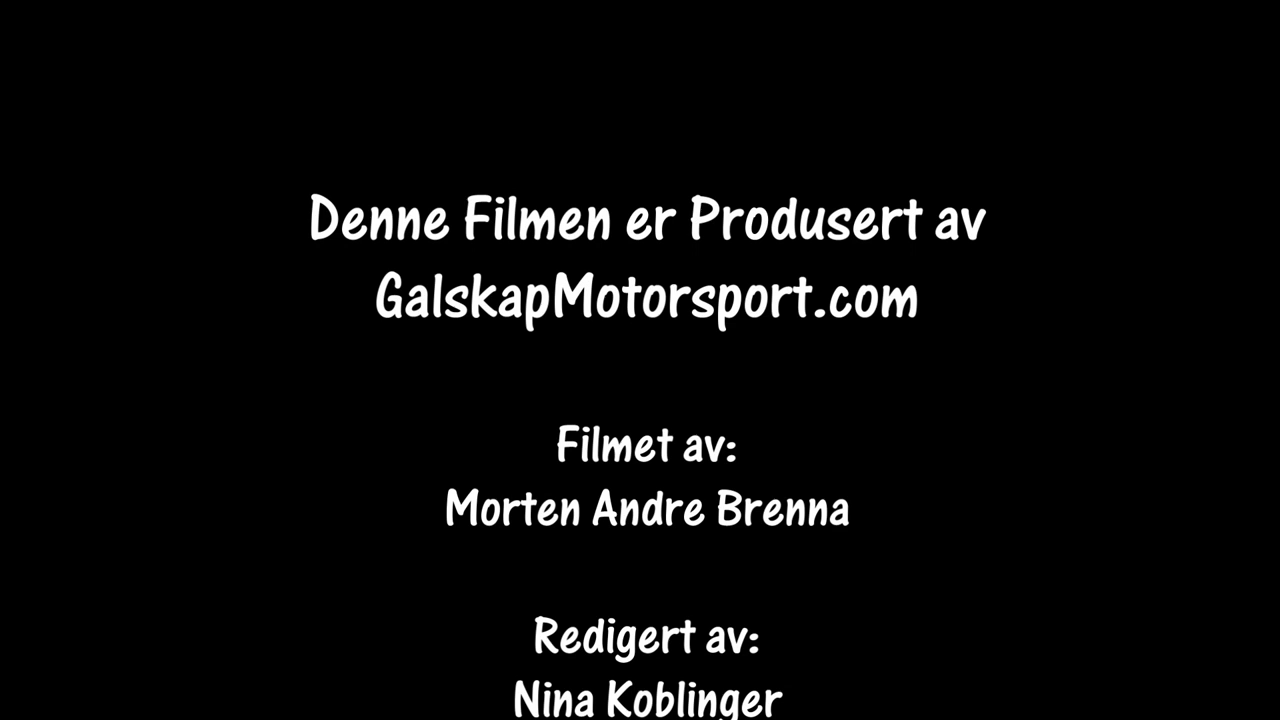 Denne Filmen er Produsert av
GalskapMotorsport.com
Filmet av:
Morten Andre Brenna
Redigert av:
Nina Koblinger